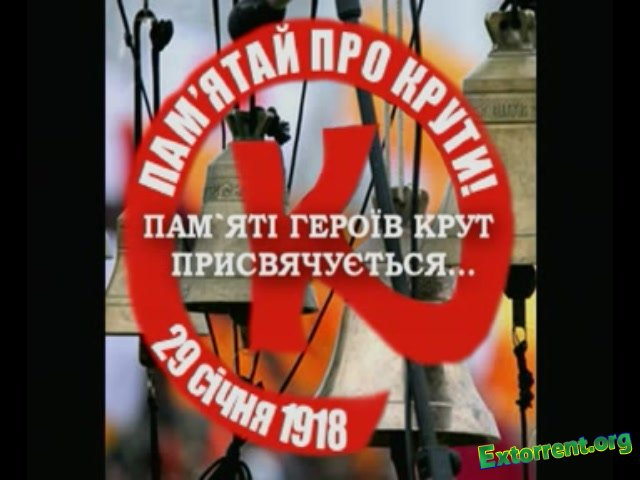 ПАМ'ЯТАЙ ПРО КРУТИ!
ПАМ`ЯТІ ГЕРОЇВ КРУТ
ПРИСВЯЧУЄТЬСЯ...
29 січня 1918
Extorrent.org